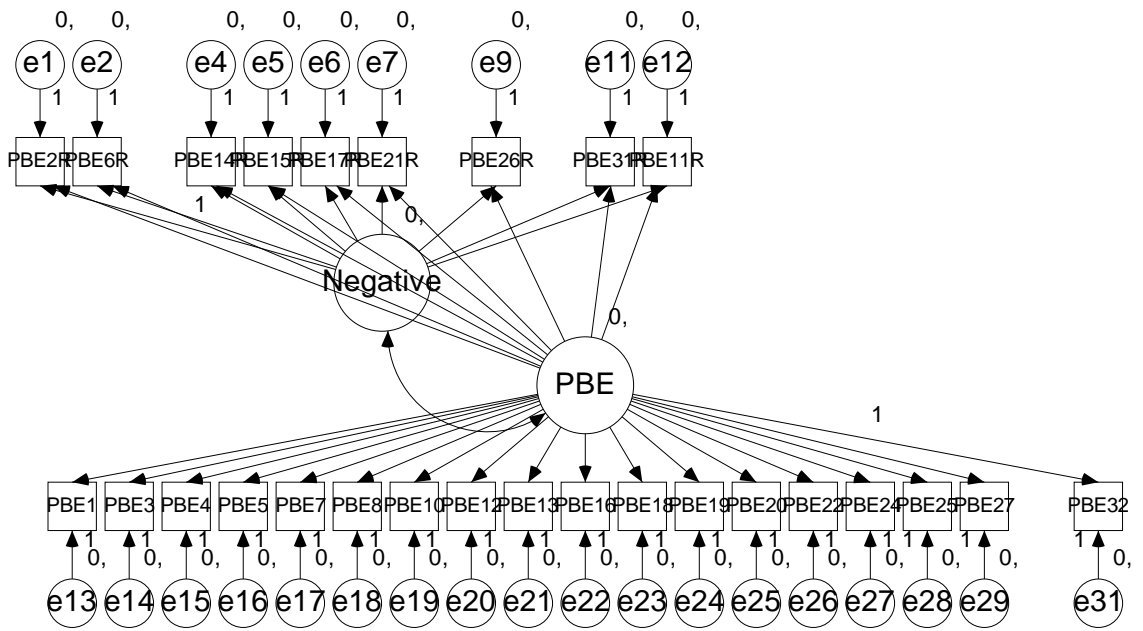 0, 0, 0, 0, 0, 0, 0, 0, 0,
e1 e2 e4 e5 e6 e7 e9 e11 e12
1 1 1 1 1 1 1 1 1
PBE2R PBE6R PBE14R PBE15R PBE17R PBE21R PBE26R PBE31R PBE11R
1 0,
Negative
0,
PBE
1
PBE1 PBE3 PBE4 PBE5 PBE7 PBE8 PBE10 PBE12 PBE13 PBE16 PBE18 PBE19 PBE20 PBE22 PBE24 PBE25 PBE27 PBE32
1 1 1 1 1 1 1 1 1 1 1 1 1 1 1 1 1 1
0, 0, 0, 0, 0, 0, 0, 0, 0, 0, 0, 0, 0, 0, 0, 0, 0, 0,
e13 e14 e15 e16 e17 e18 e19 e20 e21 e22 e23 e24 e25 e26 e27 e28 e29 e31